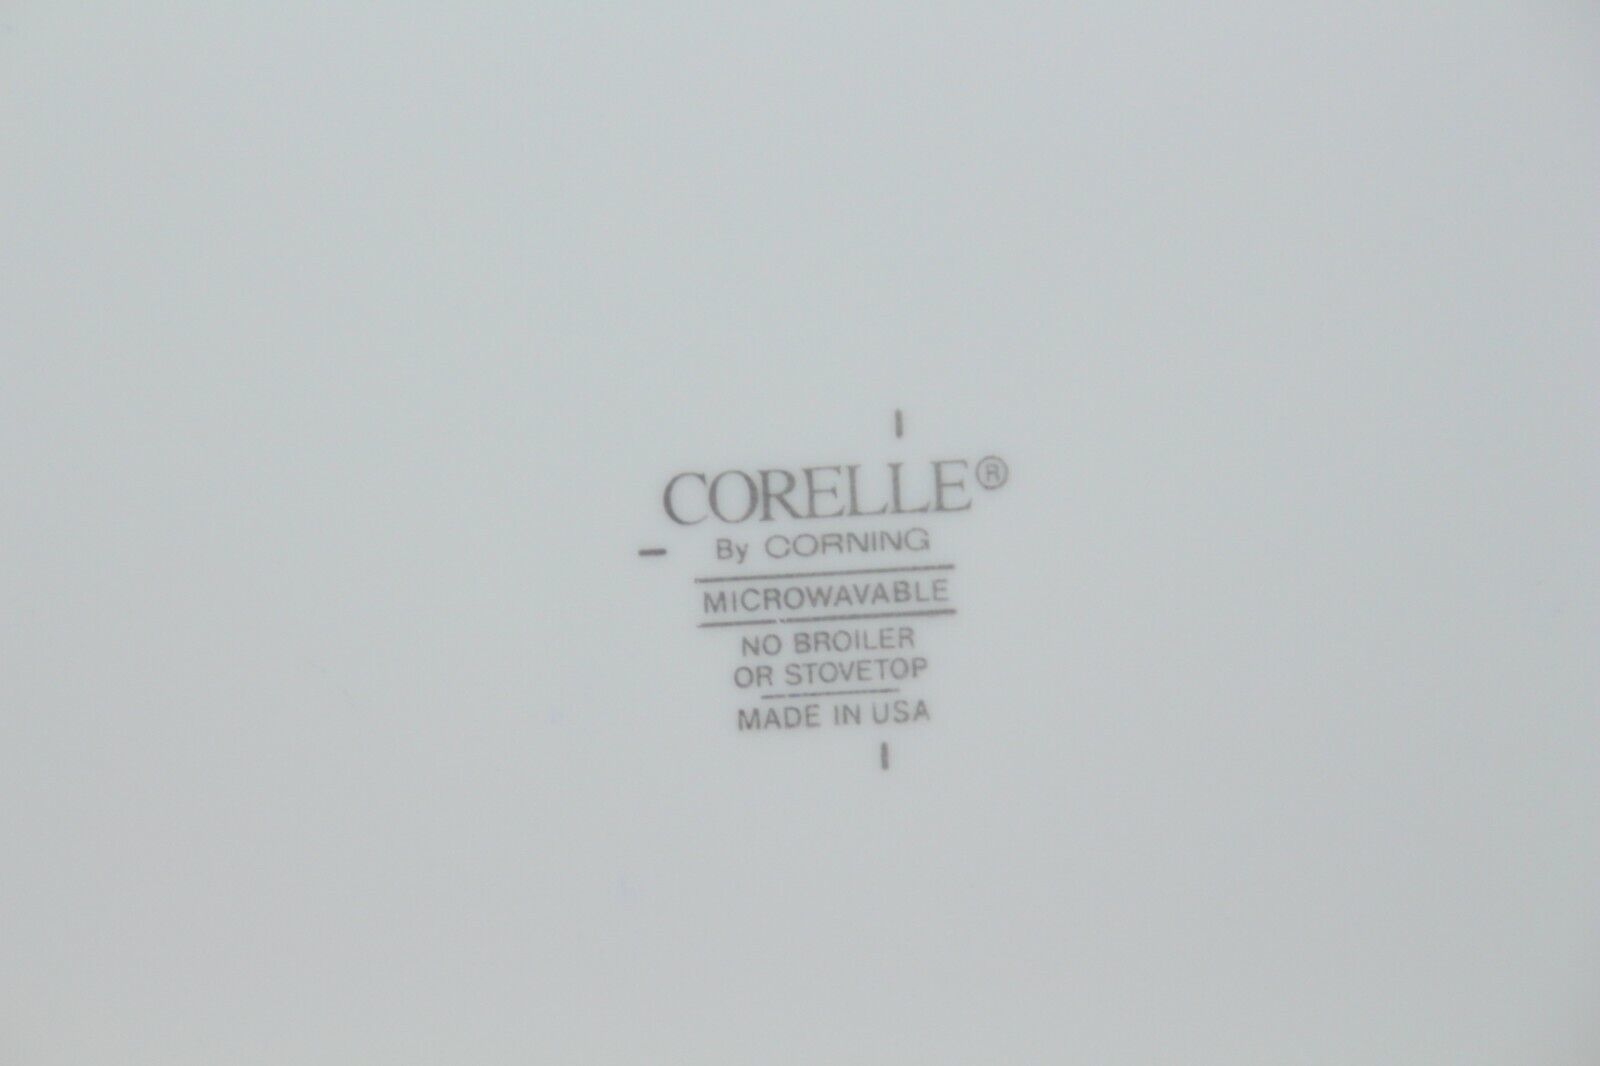 CORELLE®
By CORNING
MICROWAVABLE
NO BROILER
OR STOVETOP
MADE IN USA